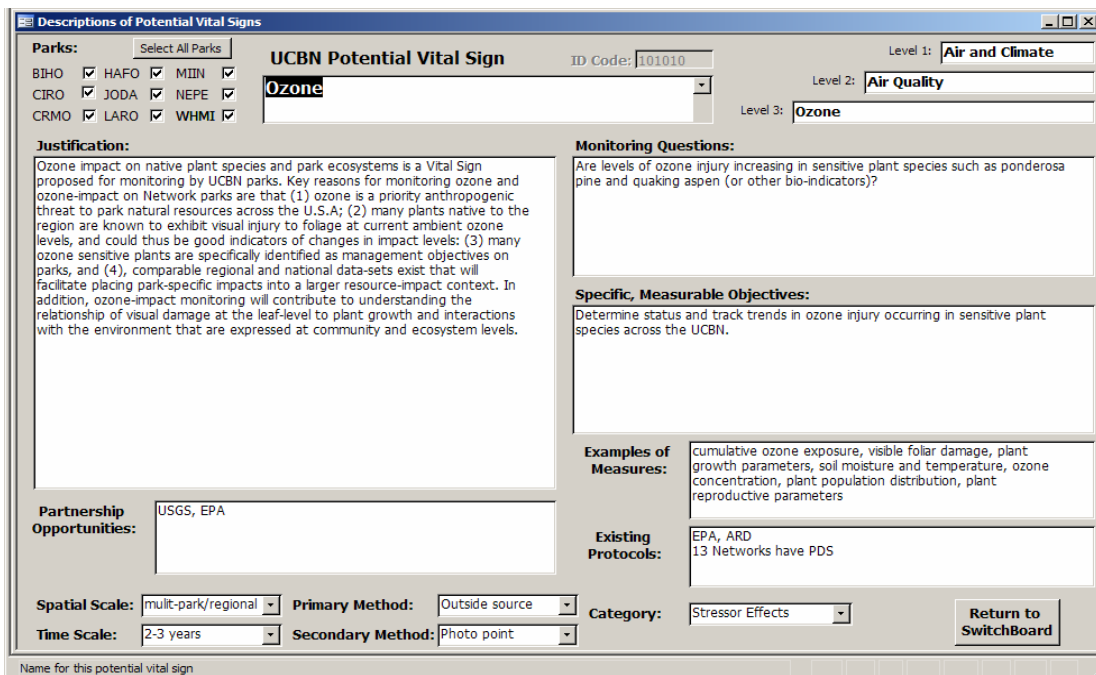 Descriptions of Potential Vital Signs
Parks:
Select All Parks
BIHO HAFO MIIN
CIRO JODA NEPE
CRMO LARO WHMI
UCBN Potential Vital Sign
ID Code: 101010
Ozone
Level 1: Air and Climate
Level 2: Air Quality
Level 3: Ozone
Justification:
Ozone impact on native plant species and park ecosystems is a Vital Sign
proposed for monitoring by UCBN parks. Key reasons for monitoring ozone and
ozone-impact on Network parks are that (1) ozone is a priority anthropogenic
threat to park natural resources across the U.S.A; (2) many plants native to the
region are known to exhibit visual injury to foliage at current ambient ozone
levels, and could thus be good indicators of changes in impact levels: (3) many
ozone sensitive plants are specifically identified as management objectives on
parks, and (4), comparable regional and national data-sets exist that will
facilitate placing park-specific impacts into a larger resource-impact context. In
addition, ozone-impact monitoring will contribute to understanding the
relationship of visual damage at the leaf-level to plant growth and interactions
with the environment that are expressed at community and ecosystem levels.
Monitoring Questions:
Are levels of ozone injury increasing in sensitive plant species such as ponderosa
pine and quaking aspen (or other bio-indicators)?
Specific, Measurable Objectives:
Determine status and track trends in ozone injury occurring in sensitive plant
species across the UCBN.
Examples of
Measures:
cumulative ozone exposure, visible foliar damage, plant
growth parameters, soil moisture and temperature, ozone
concentration, plant population distribution, plant
reproductive parameters
Partnership
Opportunities:
USGS, EPA
Existing
Protocols:
EPA, ARD
13 Networks have PDS
Spatial Scale: mulit-park/regional
Primary Method: Outside source
Time Scale: 2-3 years
Secondary Method: Photo point
Category: Stressor Effects
Return to
SwitchBoard
Name for this potential vital sign